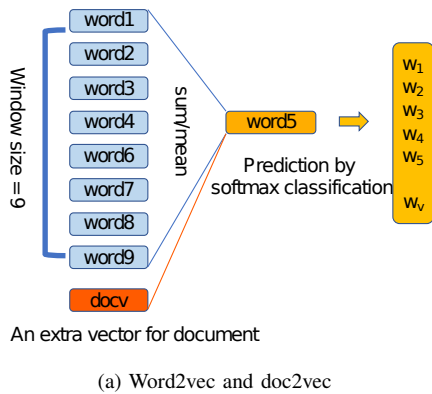 word1
word2
word3
word4
word6
word7
word8
word9
docv
Window size = 9
sum/mean
word5
Prediction by
softmax classification
w1
w2
w3
w4
w5
wv
An extra vector for document
(a) Word2vec and doc2vec